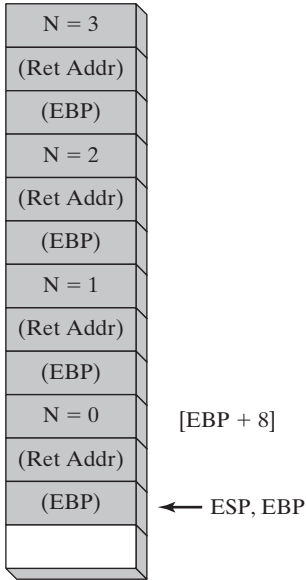 N = 3
(Ret Addr)
(EBP)
N = 2
(Ret Addr)
(EBP)
N = 1
(Ret Addr)
(EBP)
N = 0
[EBP + 8]
(Ret Addr)
(EBP)
ESP, EBP